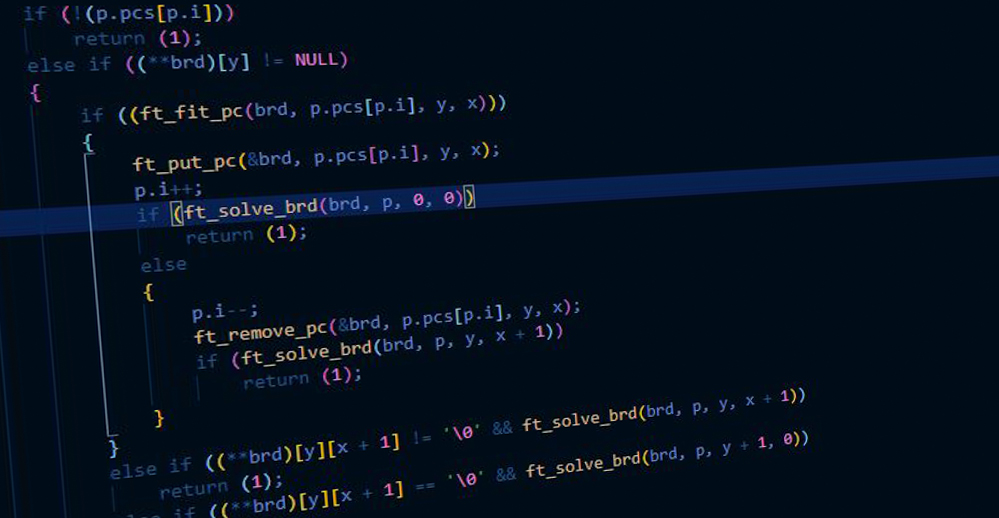 if (!(p.pcs[p.i]))
return (1);
else if ((**brd)[y] != NULL)
{
if ((ft_fit_pc(brd, p.pcs[p.i], y, x)))
{
ft_put_pc(&brd, p.pcs[p.i], y, x);
p.i++;
if (ft_solve_brd(brd, p, 0, 0))
return (1);
else
{
p.i--;
ft_remove_pc(&brd, p.pcs[p.i], y, x);
if (ft_solve_brd(brd, p, y, x + 1))
return (1);
}
}
else if ((**brd)[y][x + 1] != '\0' && ft_solve_brd(brd, p, y, x + 1))
return (1);
else if ((**brd)[y][x + 1] == '\0' && ft_solve_brd(brd, p, y + 1, 0))